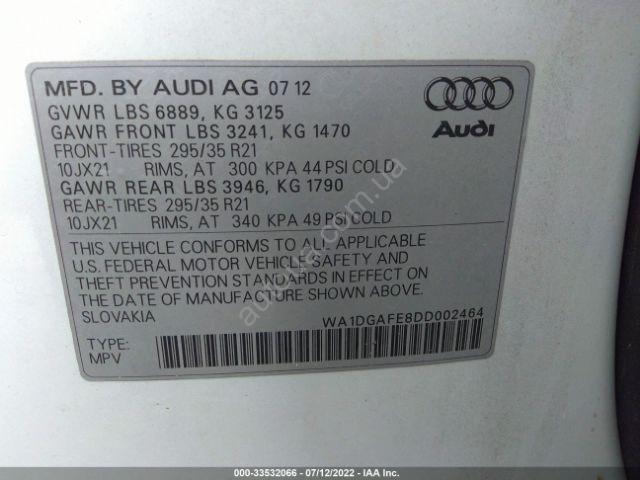 MFD. BY AUDI AG 07 12
GVWR LBS 6889, KG 3125
GAWR FRONT LBS 3241, KG 1470
FRONT-TIRES 295/35 R21
10JX21 RIMS, AT 300 KPA 44 PSI COLD
GAWR REAR LBS 3946, KG 1790
REAR-TIRES 295/35 R21
10JX21 RIMS, AT 340 KPA 49 PSI COLD
Audi
THIS VEHICLE CONFORMS TO ALL APPLICABLE
U.S. FEDERAL MOTOR VEHICLE SAFETY AND
THEFT PREVENTION STANDARDS IN EFFECT ON
THE DATE OF MANUFACTURE SHOWN ABOVE.
SLOVAKIA
WA1DGAFE8DD002464
TYPE:
MPV
000-33532066 - 07/12/2022 - IAA Inc.